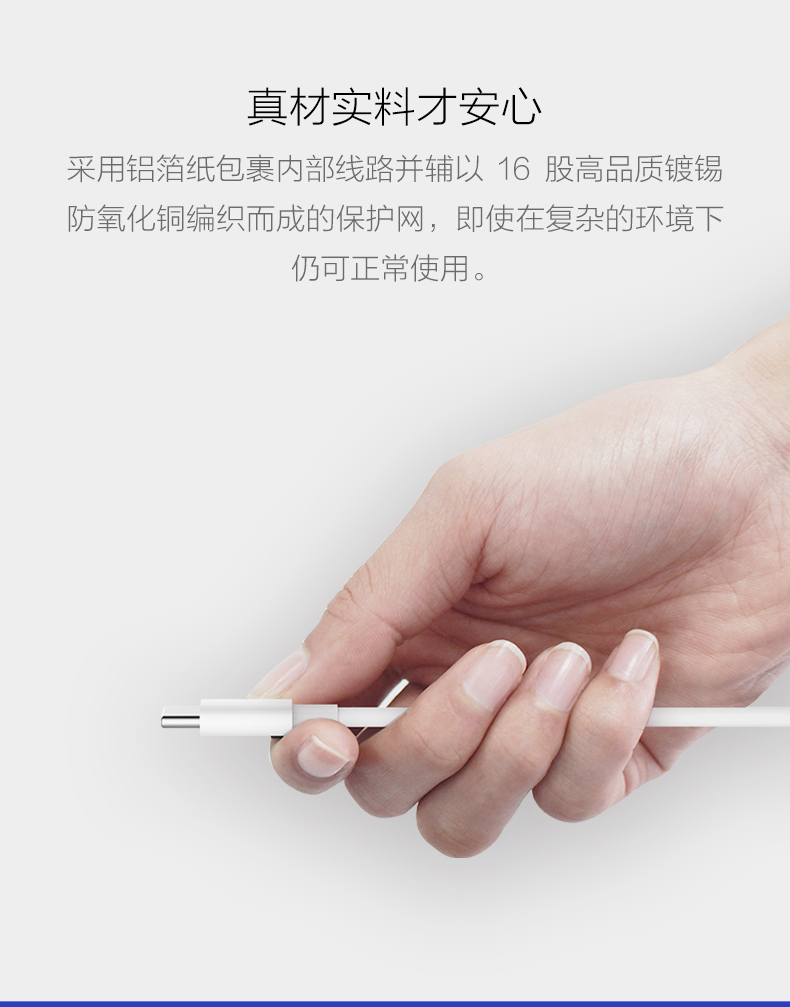 真材实料才安心
采用铝箔纸包裹内部线路并辅以 16 股高品质镀锡
防氧化铜编织而成的保护网，即使在复杂的环境下
仍可正常使用。